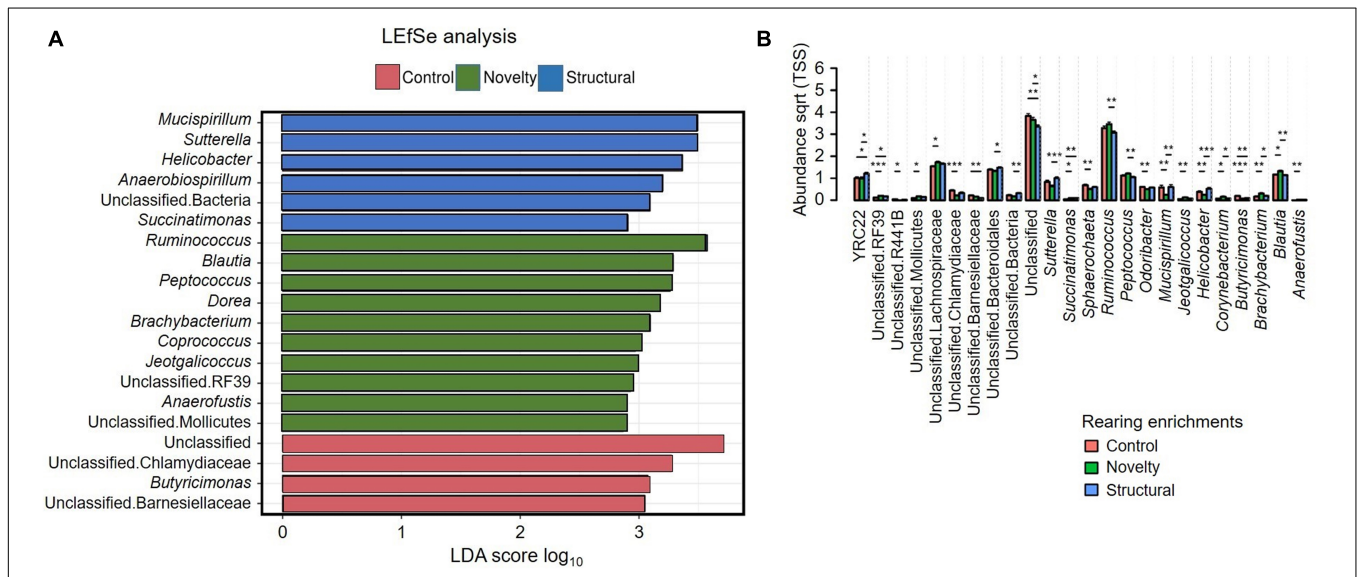 A
LEfSe analysis
Control Novelty Structural
Mucispirillum
Sutterella
Helicobacter
Anaerobiospirillum
Unclassified.Bacteria
Succinatimonas
Ruminococcus
Blautia
Peptococcus
Dorea
Brachybacterium
Coprococcus
Jeotgalicoccus
Unclassified.RF39
Anaerofustis
Unclassified.Mollicutes
Unclassified
Unclassified.Chlamydiaceae
Butyricimonas
Unclassified.Barnesiellaceae
0 1 2 3
LDA score log10
B
Abundance sqrt (TSS)
6
5
4
3
2
1
0
YRC22
Unclassified.RF39
Unclassified.R441B
Unclassified.Mollicutes
Unclassified.Lachnospiraceae
Unclassified.Chlamydiaceae
Unclassified.Barnesiellaceae
Unclassified.Bacteroidales
Unclassified.Bacteria
Unclassified
Sutterella
Succinatimonas
Sphaerochaeta
Ruminococcus
Peptococcus
Odoribacter
Mucispirillum
Jeotgalicoccus
Helicobacter
Corynebacterium
Butyricimonas
Brachybacterium
Blautia
Anaerofustis
Rearing enrichments
Control
Novelty
Structural